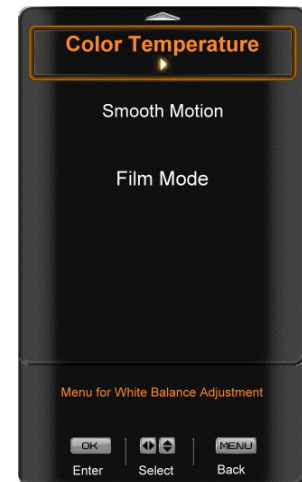 Color Temperature
Smooth Motion
Film Mode
Menu for White Balance Adjustment
OK MENU
Enter Select Back